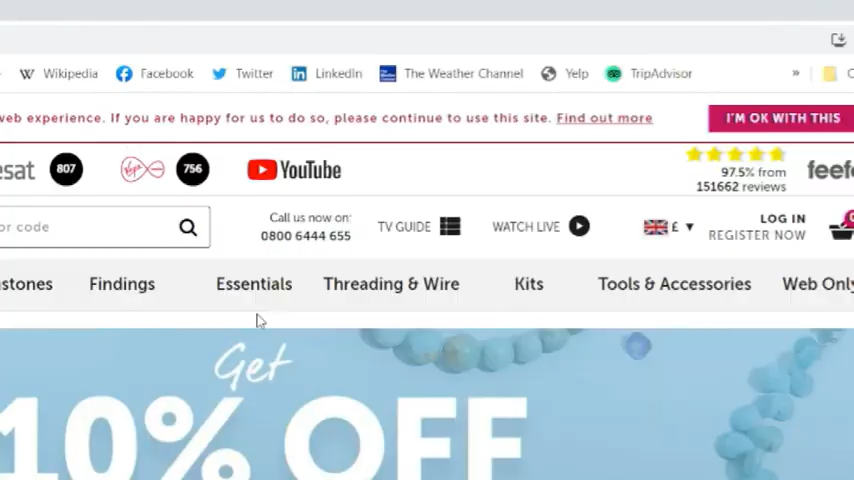 Wikipedia Facebook Twitter LinkedIn The Weather Channel Yelp TripAdvisor »
web experience. If you are happy for us to do so, please continue to use this site. Find out more I'M OK WITH THIS
esat 807 Virgin 756 YouTube
97.5% from
151662 reviews
feefo
or code
Call us now on:
0800 6444 655
TV GUIDE WATCH LIVE £ LOG IN
REGISTER NOW
stones Findings Essentials Threading & Wire Kits Tools & Accessories Web Only
Get
10% OFF